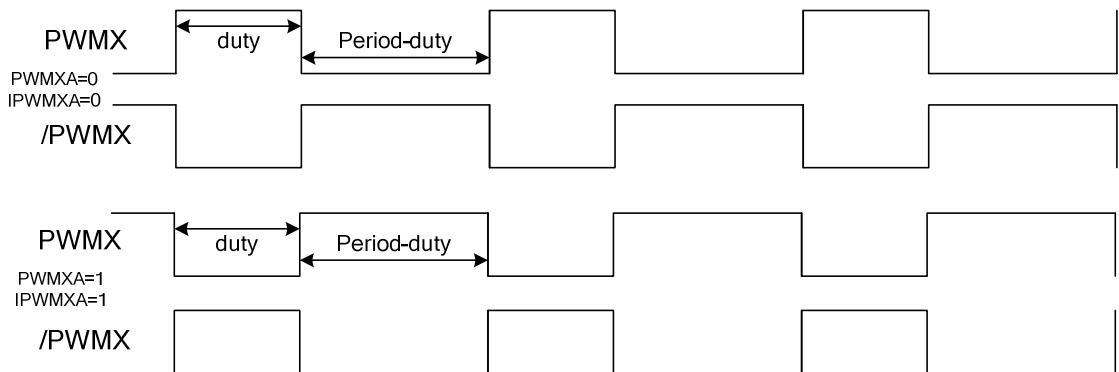 PWMX
duty
Period-duty
PWMXA=0
IPWMXA=0
/PWMX
PWMX
duty
Period-duty
PWMXA=1
IPWMXA=1
/PWMX